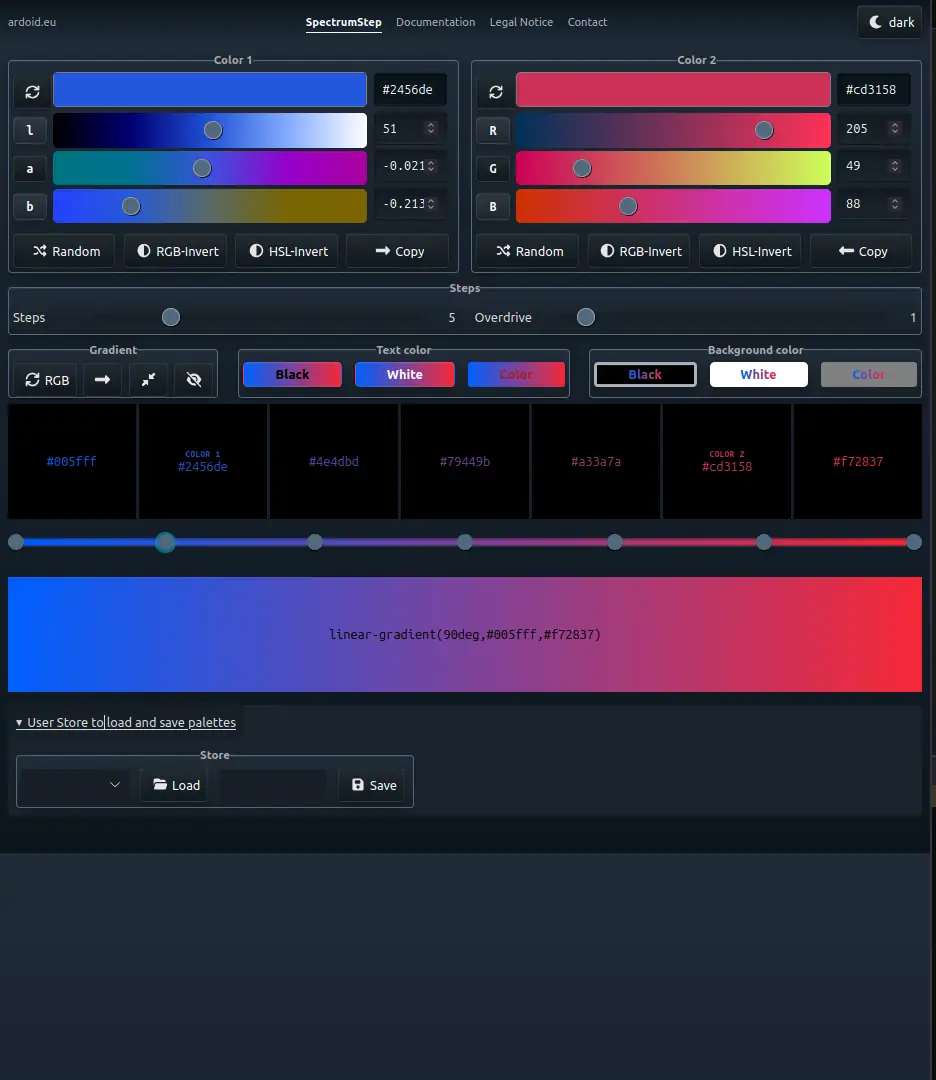 ardoid.eu SpectrumStep Documentation Legal Notice Contact dark
Color 1 Color 2
#2456de #cd3158
l 51 R 205
a -0.021 G 49
b -0.213 B 88
Random RGB-Invert HSL-Invert Copy Random RGB-Invert HSL-Invert Copy
Steps
Steps 5 Overdrive 1
Gradient Text color Background color
RGB Black White Color Black White Color
COLOR 1 COLOR 2
#005fff #2456de #4e4dbd #79449b #a33a7a #cd3158 #f72837
linear-gradient(90deg,#005fff,#f72837)
▾ User Store to load and save palettes
Store
Load Save